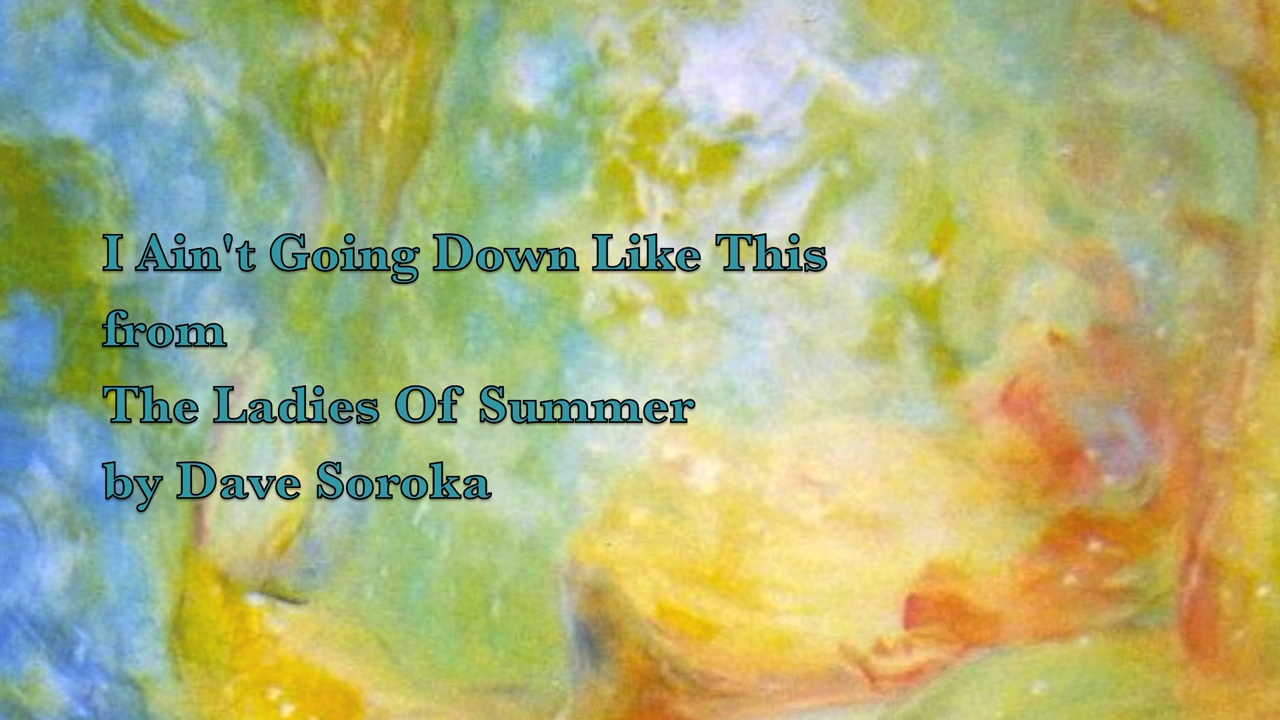 I Ain't Going Down Like This
from
The Ladies Of Summer
by Dave Soroka